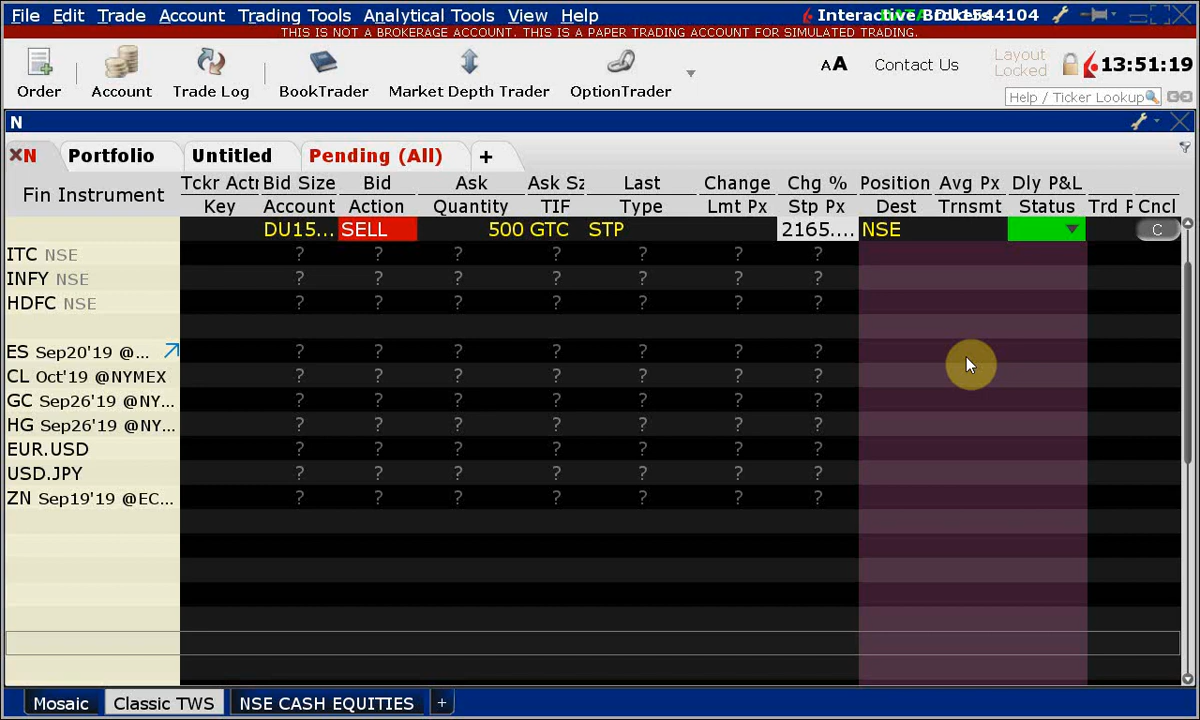 File Edit Trade Account Trading Tools Analytical Tools View Help Interactive Brokers DU1544104
THIS IS NOT A BROKERAGE ACCOUNT. THIS IS A PAPER TRADING ACCOUNT FOR SIMULATED TRADING.
Order Account Trade Log BookTrader Market Depth Trader OptionTrader AA Contact Us Layout Locked 13:51:19
Help / Ticker Lookup
N
N Portfolio Untitled Pending (All) +
Fin Instrument Tckr Actn Bid Size Bid Ask Ask Sz Last Change Chg % Position Avg Px Dly P&L
Key Account Action Quantity TIF Type Lmt Px Stp Px Dest Trnsmt Status Trd P Cncl
DU15... SELL 500 GTC STP 2165.... NSE C
ITC NSE ? ? ? ? ? ? ?
INFY NSE ? ? ? ? ? ? ?
HDFC NSE ? ? ? ? ? ? ?
ES Sep20'19 @... ? ? ? ? ? ? ?
CL Oct'19 @NYMEX ? ? ? ? ? ? ?
GC Sep26'19 @NY... ? ? ? ? ? ? ?
HG Sep26'19 @NY... ? ? ? ? ? ? ?
EUR.USD ? ? ? ? ? ? ?
USD.JPY ? ? ? ? ? ? ?
ZN Sep19'19 @EC... ? ? ? ? ? ? ?
Mosaic Classic TWS NSE CASH EQUITIES +